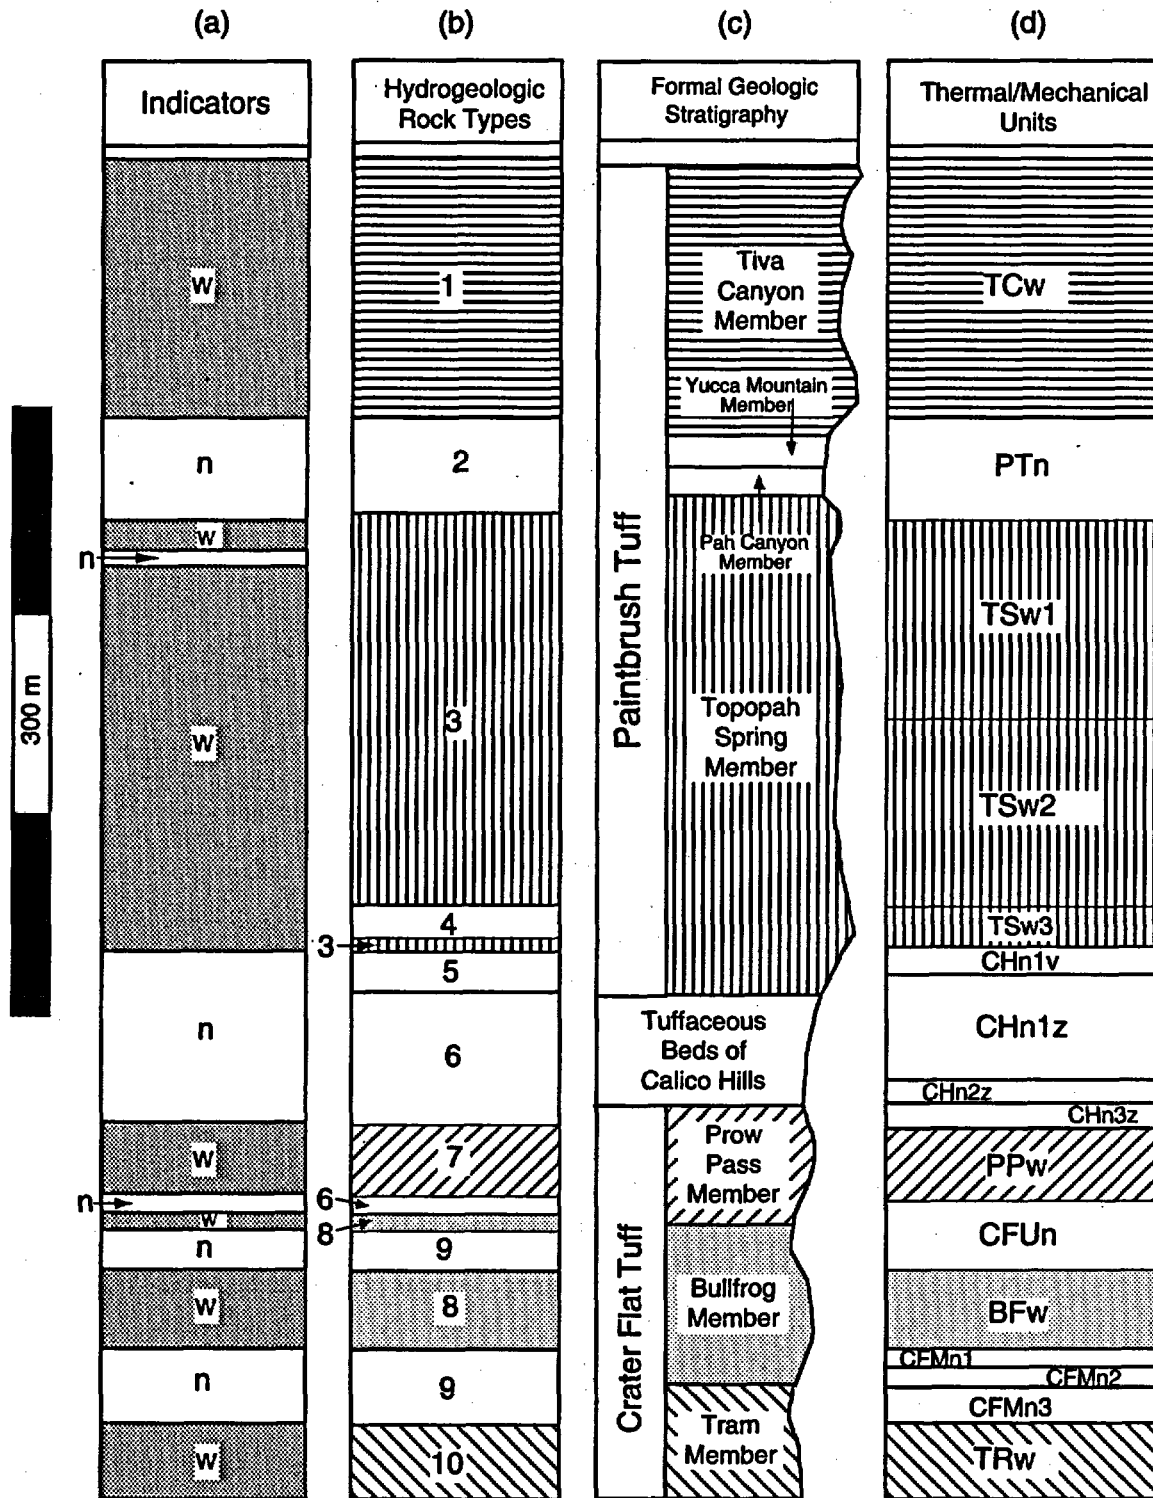 (a)
(b)
(c)
(d)
Indicators
Hydrogeologic
Rock Types
Formal Geologic
Stratigraphy
Thermal/Mechanical
Units
w
n
w
n
w
n
w
n
w
n
w
n
w
300 m
1
2
3
4
3
5
6
7
6
8
9
8
9
10
Paintbrush Tuff
Tiva
Canyon
Member
Yucca Mountain
Member
Pah Canyon
Member
Topopah
Spring
Member
Tuffaceous
Beds of
Calico Hills
Crater Flat Tuff
Prow
Pass
Member
Bullfrog
Member
Tram
Member
TCw
PTn
TSw1
TSw2
TSw3
CHn1v
CHn1z
CHn2z
CHn3z
PPw
CFUn
BFw
CFMn1
CFMn2
CFMn3
TRw